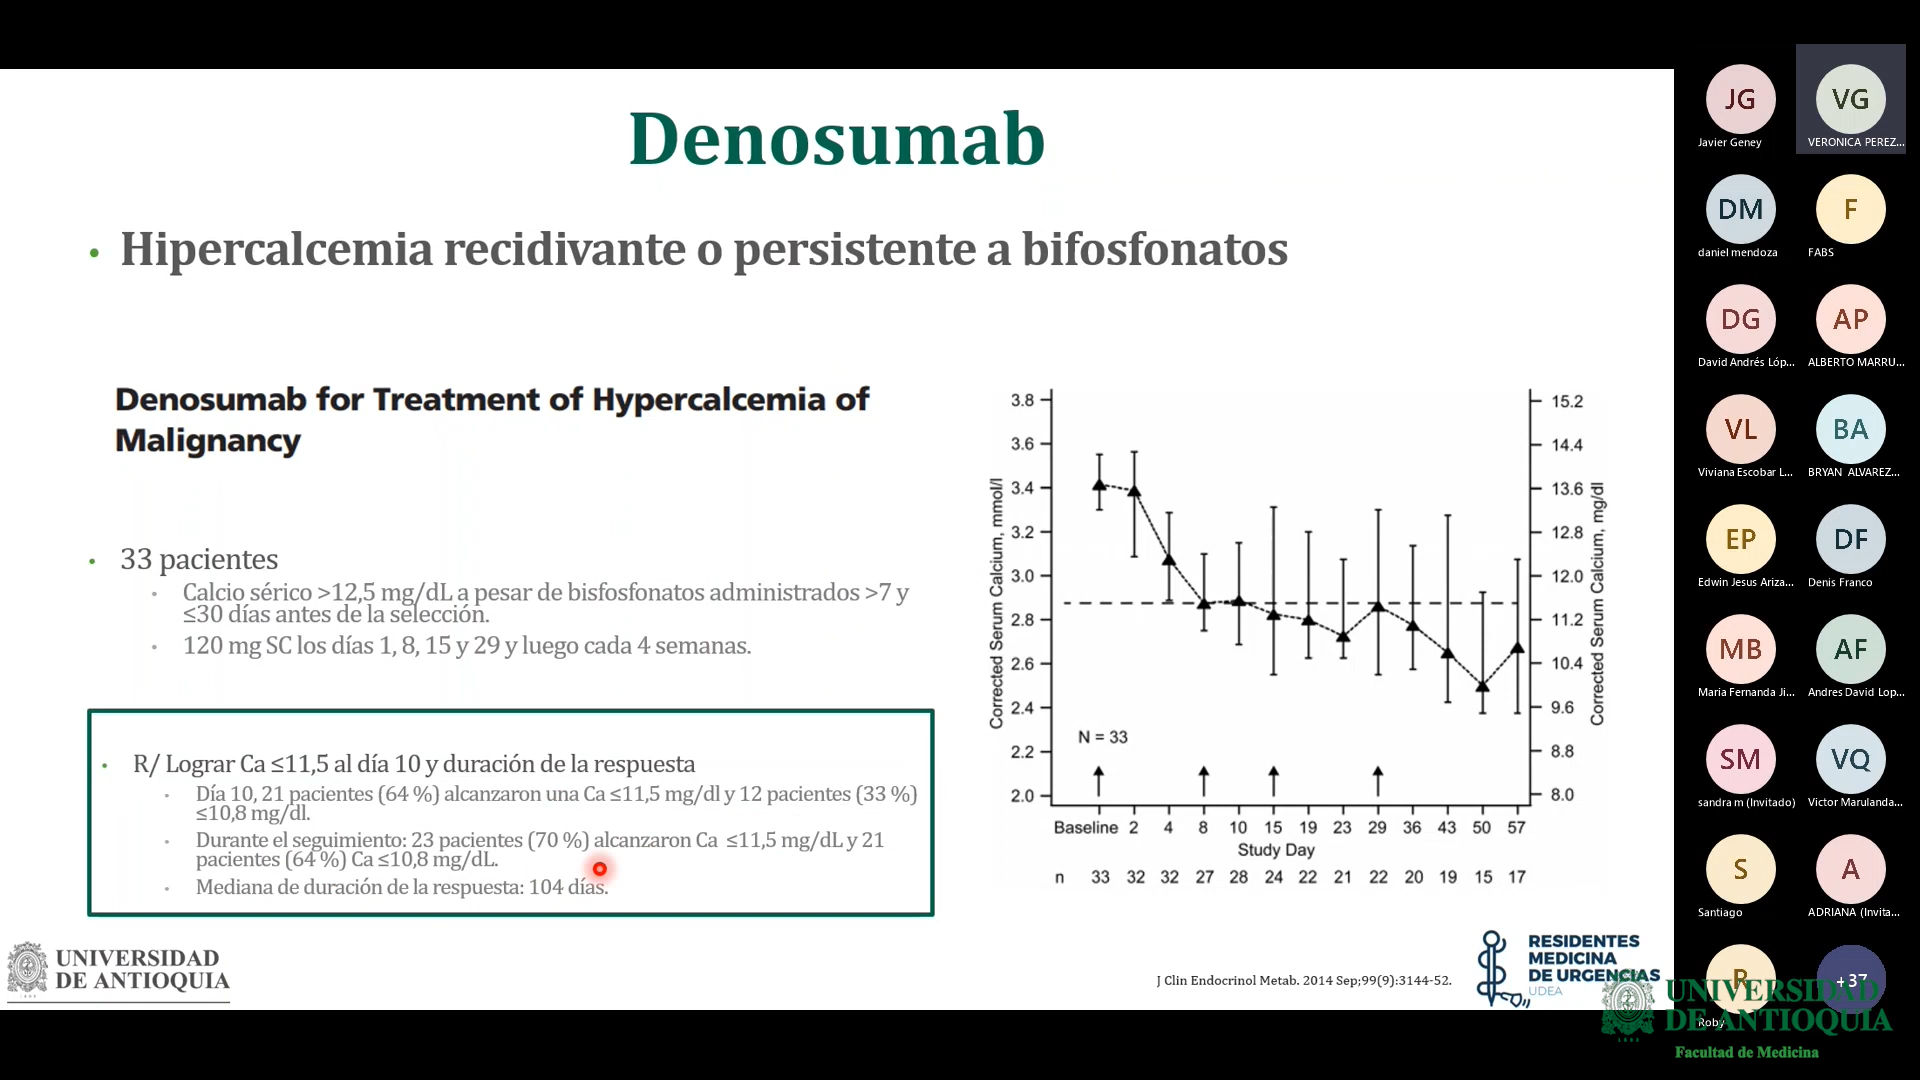 Denosumab
• Hipercalcemia recidivante o persistente a bifosfonatos
Denosumab for Treatment of Hypercalcemia of
Malignancy
• 33 pacientes
• Calcio sérico >12,5 mg/dL a pesar de bisfosfonatos administrados >7 y
≤30 días antes de la selección.
• 120 mg SC los días 1, 8, 15 y 29 y luego cada 4 semanas.
• R/ Lograr Ca ≤11,5 al día 10 y duración de la respuesta
• Día 10, 21 pacientes (64 %) alcanzaron una Ca ≤11,5 mg/dl y 12 pacientes (33 %)
≤10,8 mg/dl.
• Durante el seguimiento: 23 pacientes (70 %) alcanzaron Ca ≤11,5 mg/dL y 21
pacientes (64 %) Ca ≤10,8 mg/dL.
• Mediana de duración de la respuesta: 104 días.
Corrected Serum Calcium, mmol/l
3.8
3.6
3.4
3.2
3.0
2.8
2.6
2.4
2.2
2.0
N = 33
15.2
14.4
13.6
12.8
12.0
11.2
10.4
9.6
8.8
8.0
Corrected Serum Calcium, mg/dl
Baseline 2 4 8 10 15 19 23 29 36 43 50 57
Study Day
n 33 32 32 27 28 24 22 21 22 20 19 15 17
UNIVERSIDAD
DE ANTIOQUIA
1803
J Clin Endocrinol Metab. 2014 Sep;99(9):3144-52.
RESIDENTES
MEDICINA
DE URGENCIAS
UDEA
JG
Javier Geney
VG
VERONICA PEREZ...
DM
daniel mendoza
F
FABS
DG
David Andrés Lóp...
AP
ALBERTO MARRU...
VL
Viviana Escobar L...
BA
BRYAN ALVAREZ...
EP
Edwin Jesus Ariza...
DF
Denis Franco
MB
Maria Fernanda Ji...
AF
Andres David Lop...
SM
sandra m (Invitado)
VQ
Victor Marulanda...
S
Santiago
A
ADRIANA (Invita...
R
Roby
+37
UNIVERSIDAD
DE ANTIOQUIA
1803
Facultad de Medicina